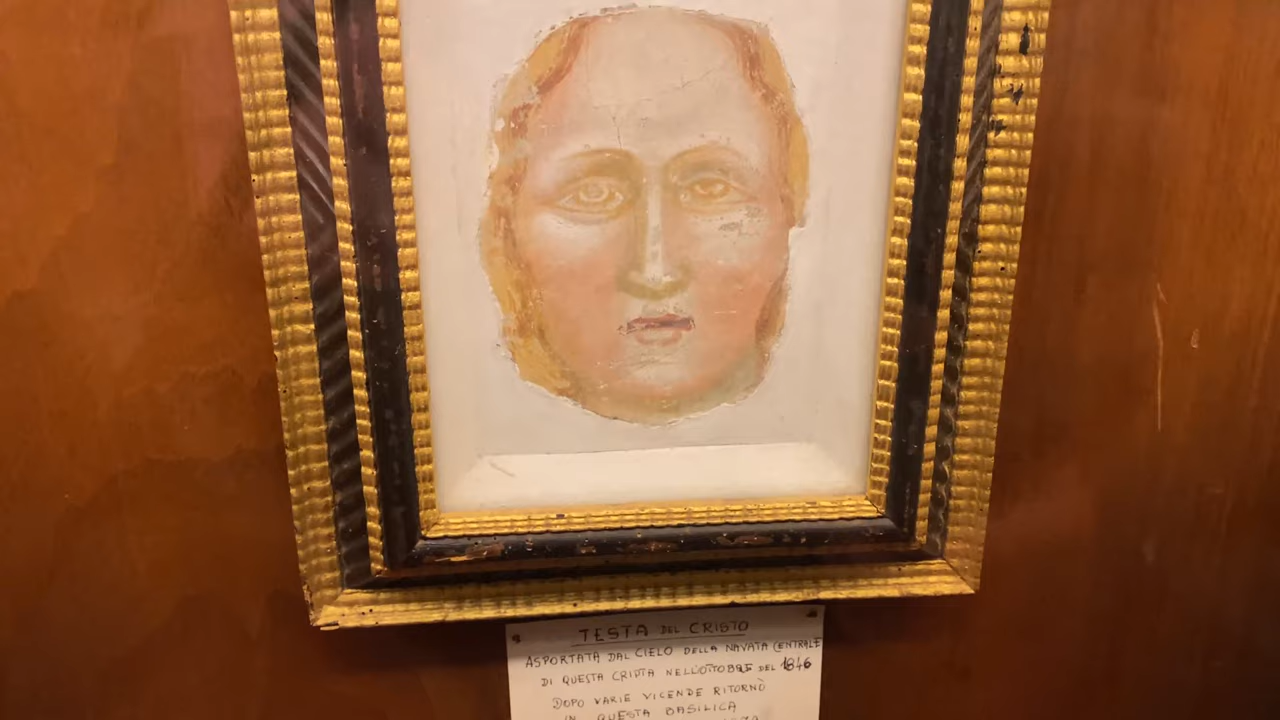 TESTA DEL CRISTO
ASPORTATA DAL CIELO DELLA NAVATA CENTRALE
DI QUESTA CRIPTA NELL'OTTOBRE DEL 1846
DOPO VARIE VICENDE RITORNÒ
IN QUESTA BASILICA